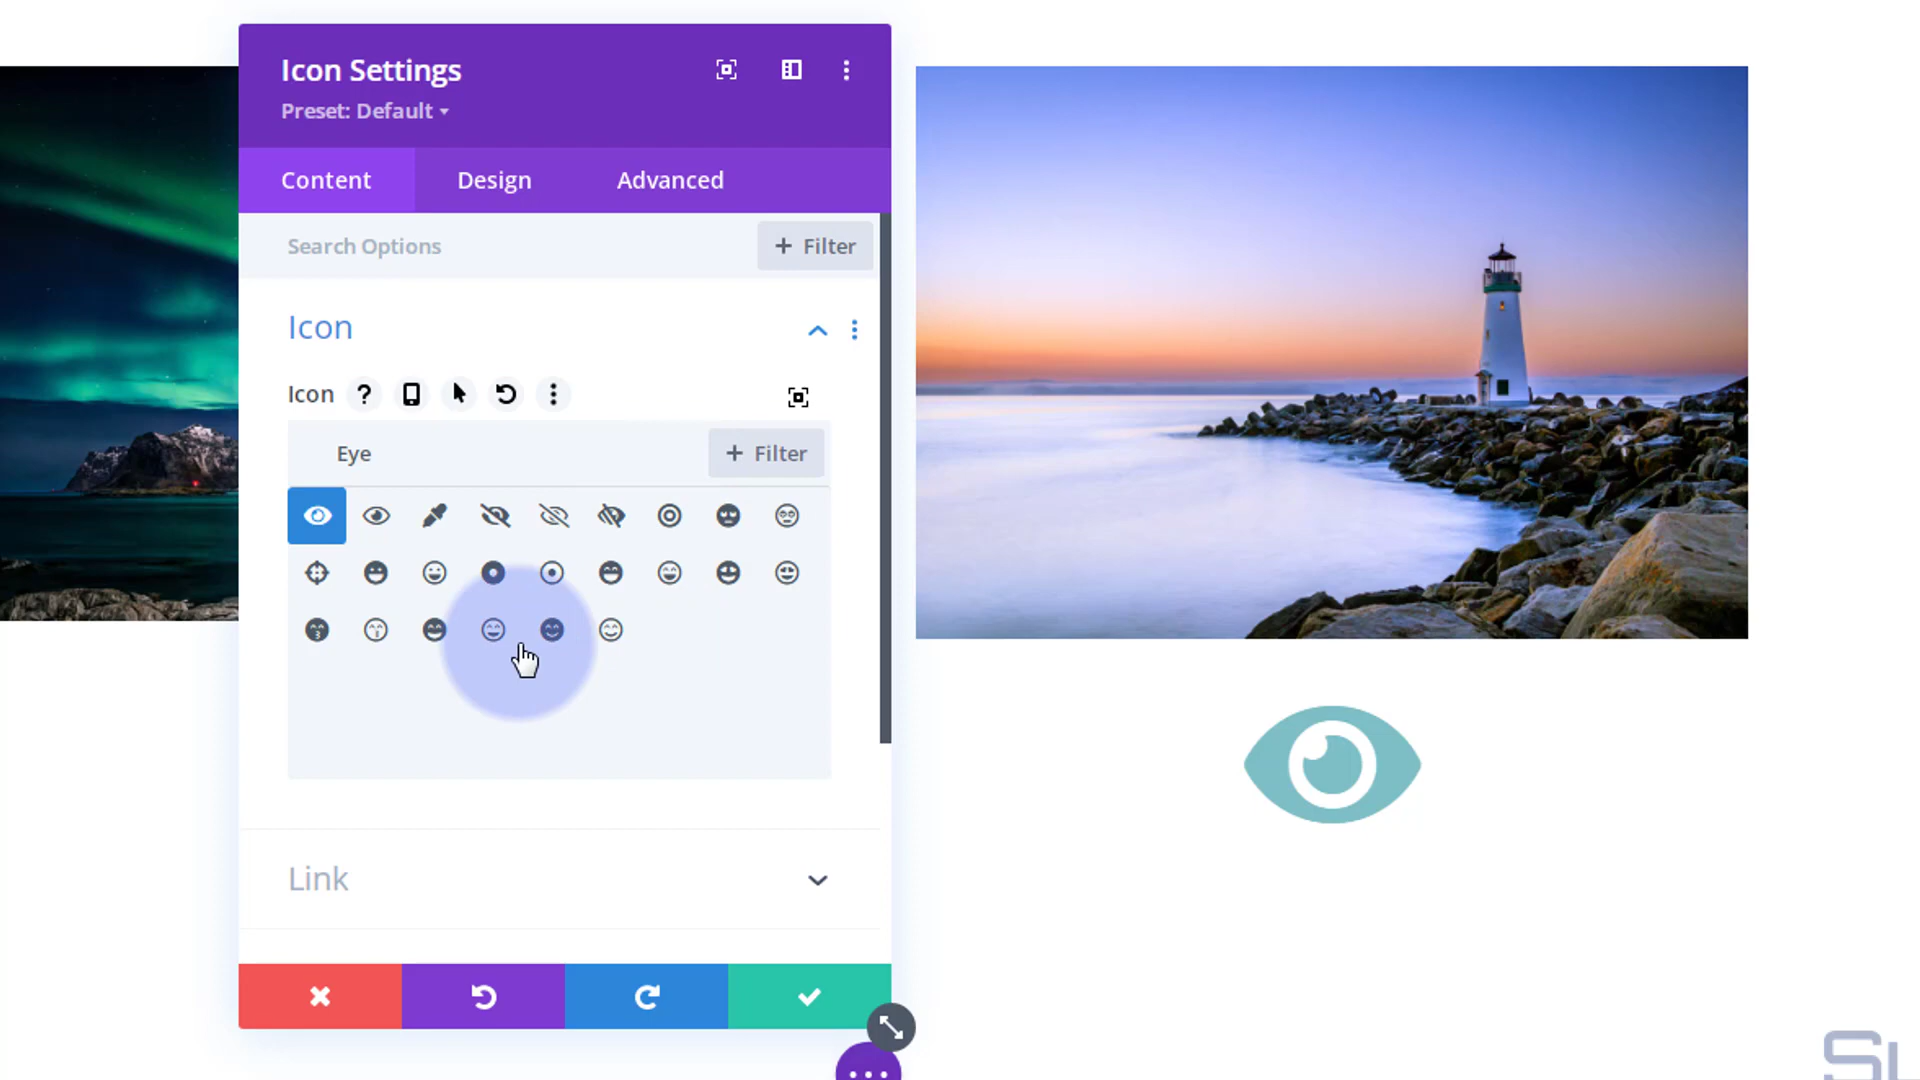 Icon Settings
Preset: Default
Content Design Advanced
Search Options + Filter
Icon
Icon ?
Eye + Filter
Link